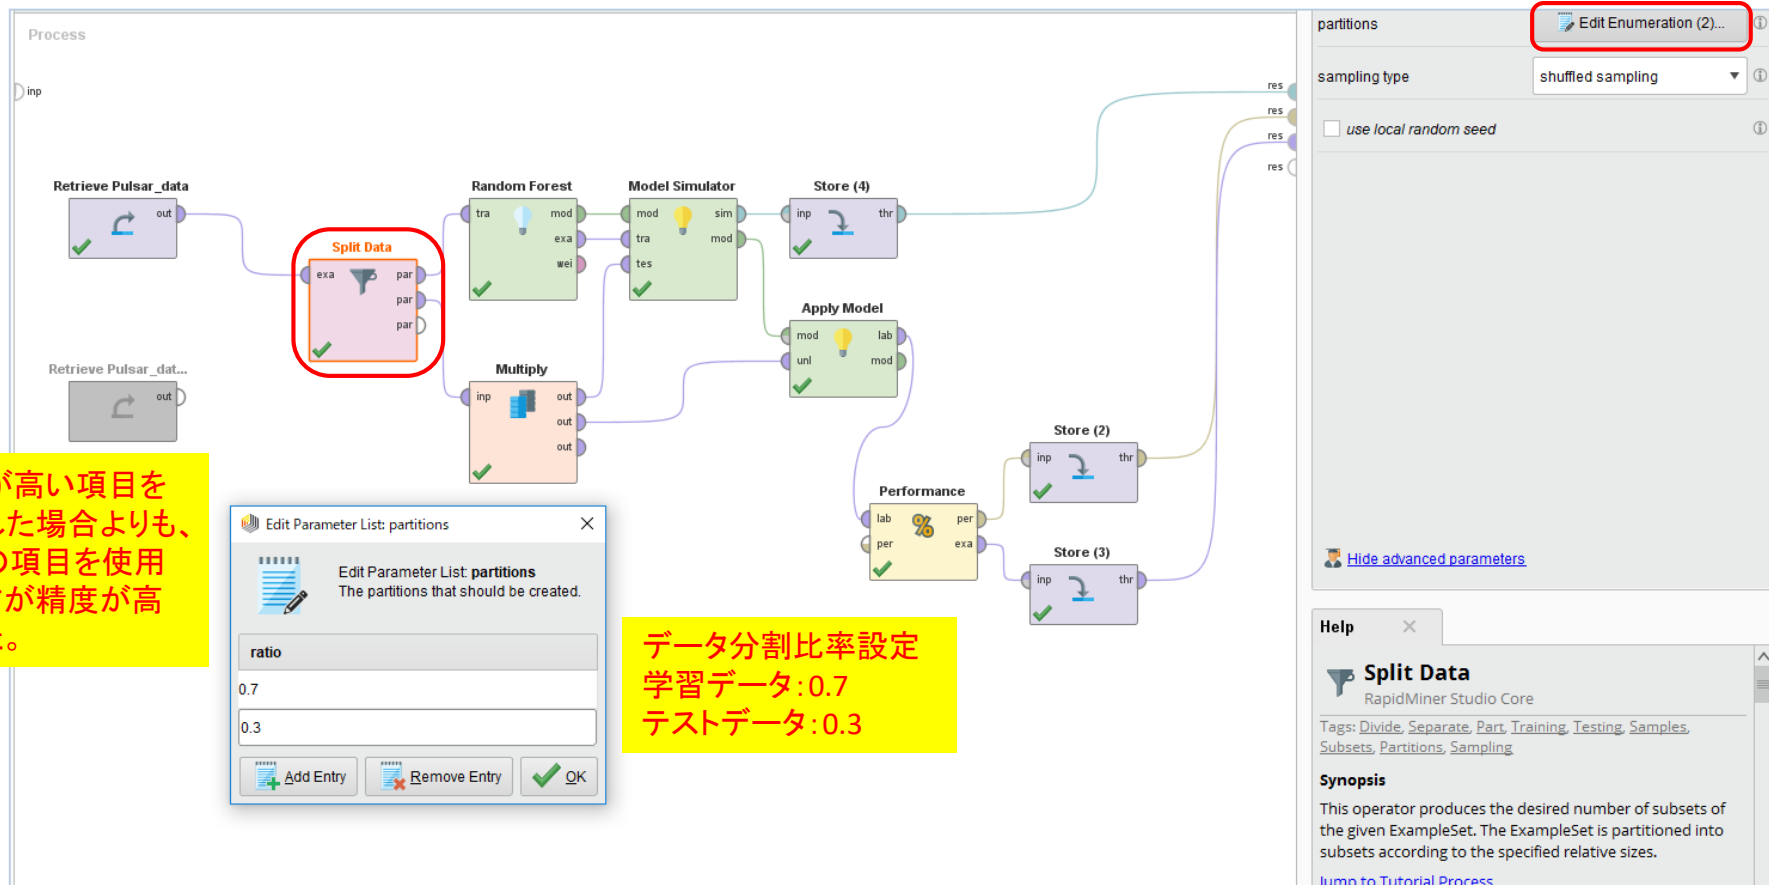 Process
inp
res
res
res
res
Retrieve Pulsar_data
out
Split Data
exa
par
par
par
Retrieve Pulsar_dat...
out
Random Forest
tra
mod
exa
wei
Model Simulator
mod
sim
tra
mod
tes
Store (4)
inp
thr
Multiply
inp
out
out
out
Apply Model
mod
lab
unl
mod
Performance
lab
per
per
exa
Store (2)
inp
thr
Store (3)
inp
thr
が高い項目を
した場合よりも、
の項目を使用
が精度が高
。
Edit Parameter List: partitions
Edit Parameter List: partitions
The partitions that should be created.
ratio
0.7
0.3
Add Entry
Remove Entry
OK
データ分割比率設定
学習データ：0.7
テストデータ：0.3
partitions
Edit Enumeration (2)...
sampling type
shuffled sampling
use local random seed
Hide advanced parameters
Help
Split Data
RapidMiner Studio Core
Tags: Divide, Separate, Part, Training, Testing, Samples,
Subsets, Partitions, Sampling
Synopsis
This operator produces the desired number of subsets of
the given ExampleSet. The ExampleSet is partitioned into
subsets according to the specified relative sizes.
Jump to Tutorial Process